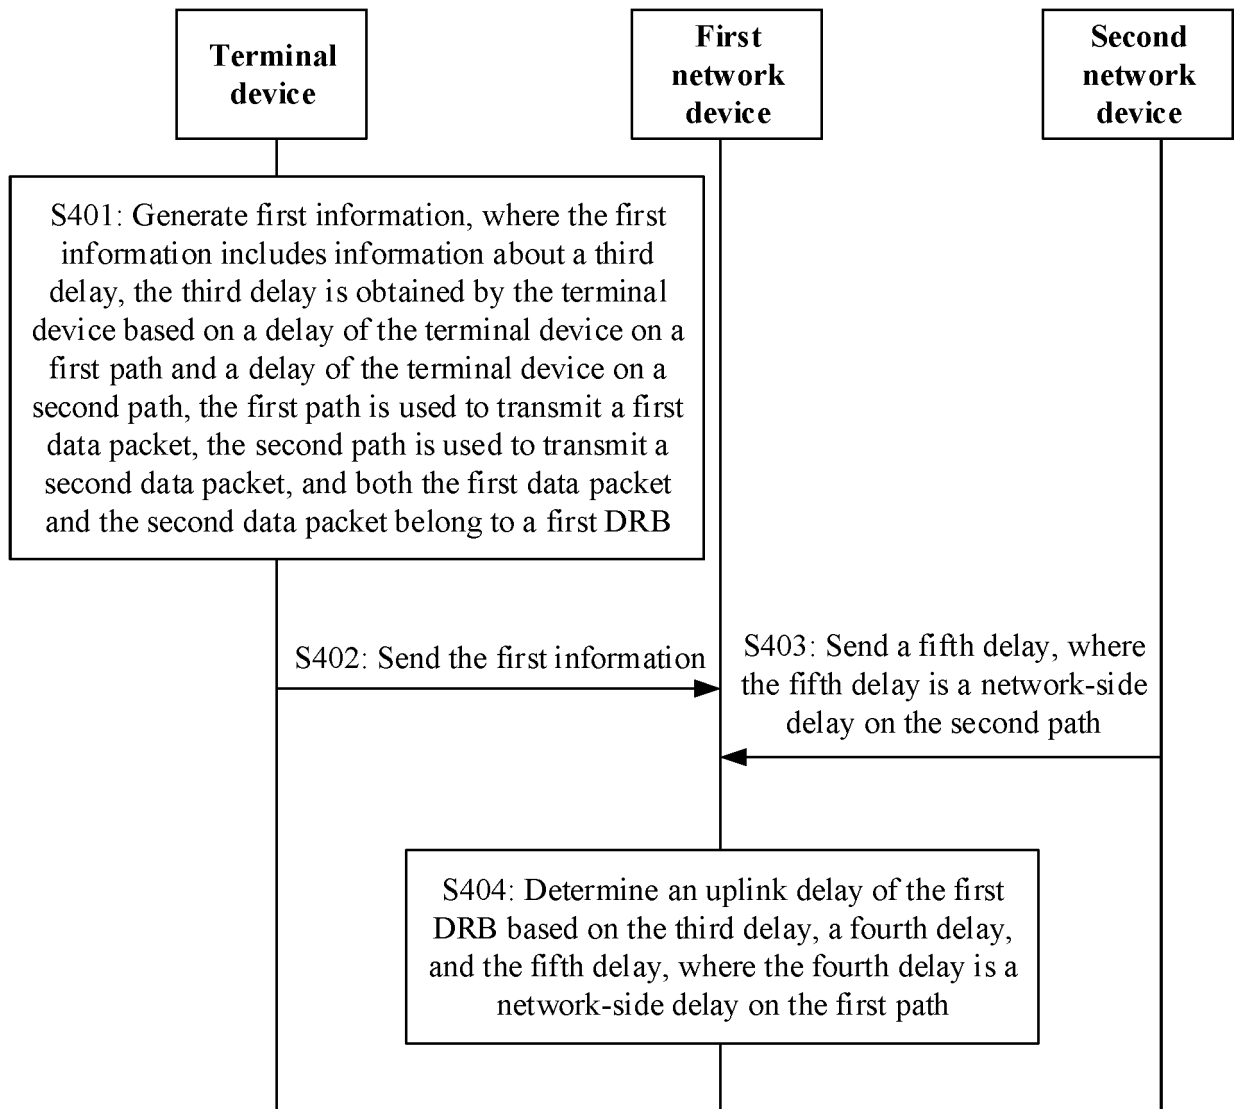 Terminal
device
First
network
device
Second
network
device
S401: Generate first information, where the first
information includes information about a third
delay, the third delay is obtained by the terminal
device based on a delay of the terminal device on a
first path and a delay of the terminal device on a
second path, the first path is used to transmit a first
data packet, the second path is used to transmit a
second data packet, and both the first data packet
and the second data packet belong to a first DRB
S402: Send the first information
S403: Send a fifth delay, where
the fifth delay is a network-side
delay on the second path
S404: Determine an uplink delay of the first
DRB based on the third delay, a fourth delay,
and the fifth delay, where the fourth delay is a
network-side delay on the first path